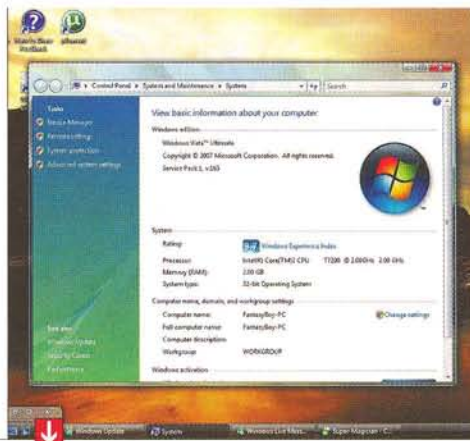 µTorrent
Control Panel ▸ System and Maintenance ▸ System
Search
Tasks
Device Manager
Remote settings
System protection
Advanced system settings
See also
Windows Update
Security Center
Performance
View basic information about your computer
Windows edition
Windows Vista™ Ultimate
Copyright © 2007 Microsoft Corporation. All rights reserved.
Service Pack 1, v.265
System
Rating: Windows Experience Index
Processor: Intel(R) Core(TM)2 CPU T7200 @ 2.00GHz 2.00 GHz
Memory (RAM): 2.00 GB
System type: 32-bit Operating System
Computer name, domain, and workgroup settings
Computer name: FantasyBoy-PC
Change settings
Full computer name: FantasyBoy-PC
Computer description:
Workgroup: WORKGROUP
Windows activation
Windows Update
System
Windows Live Mess...
Super Magician - C...